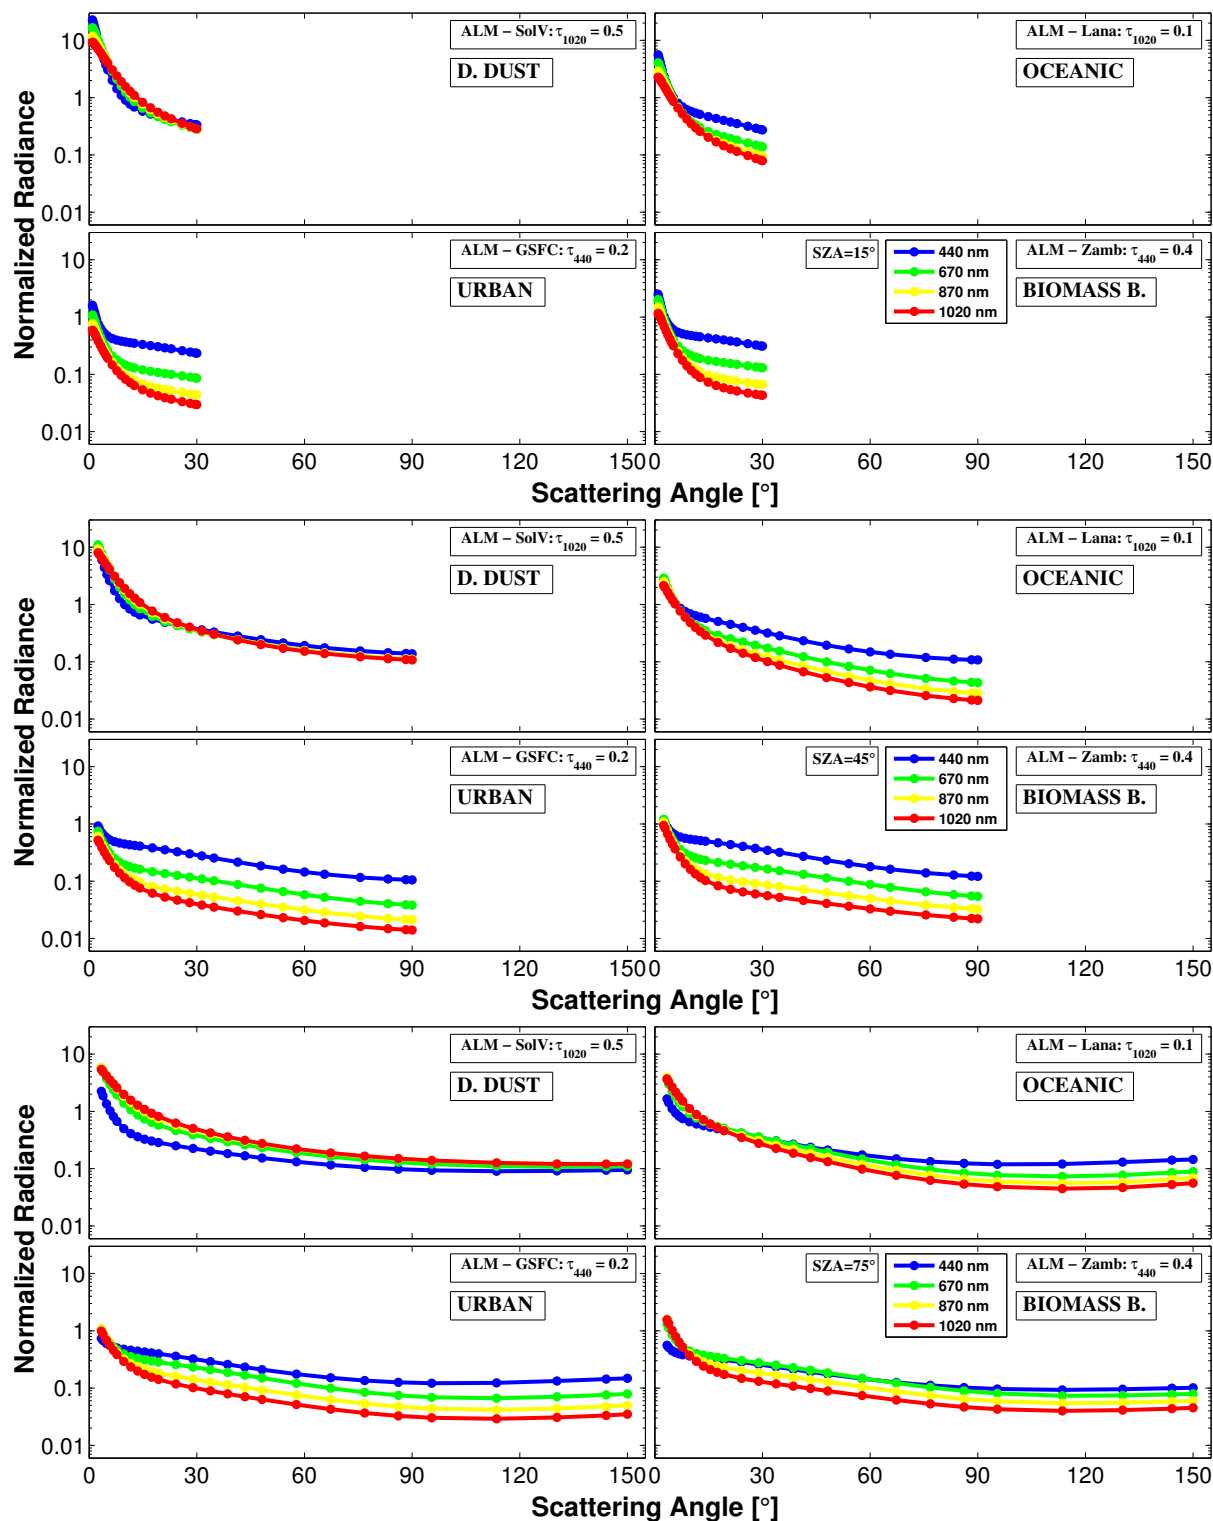 ALM – SolV: τ1020 = 0.5
D. DUST
ALM – Lana: τ1020 = 0.1
OCEANIC
10
1
0.1
0.01
Normalized Radiance
ALM – GSFC: τ440 = 0.2
URBAN
SZA=15°
440 nm
670 nm
870 nm
1020 nm
ALM – Zamb: τ440 = 0.4
BIOMASS B.
10
1
0.1
0.01
0 30 60 90 120 150 0 30 60 90 120 150
Scattering Angle [°]
ALM – SolV: τ1020 = 0.5
D. DUST
ALM – Lana: τ1020 = 0.1
OCEANIC
10
1
0.1
0.01
Normalized Radiance
ALM – GSFC: τ440 = 0.2
URBAN
SZA=45°
440 nm
670 nm
870 nm
1020 nm
ALM – Zamb: τ440 = 0.4
BIOMASS B.
10
1
0.1
0.01
0 30 60 90 120 150 0 30 60 90 120 150
Scattering Angle [°]
ALM – SolV: τ1020 = 0.5
D. DUST
ALM – Lana: τ1020 = 0.1
OCEANIC
10
1
0.1
0.01
Normalized Radiance
ALM – GSFC: τ440 = 0.2
URBAN
SZA=75°
440 nm
670 nm
870 nm
1020 nm
ALM – Zamb: τ440 = 0.4
BIOMASS B.
10
1
0.1
0.01
0 30 60 90 120 150 0 30 60 90 120 150
Scattering Angle [°]